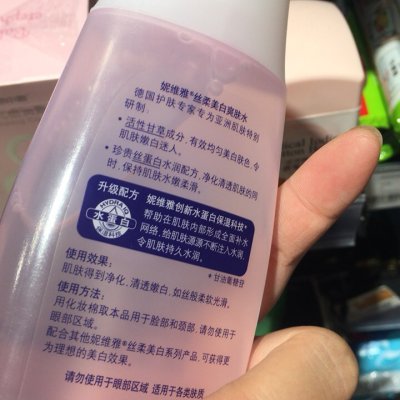 妮维雅®丝柔美白爽肤水
德国护肤专家专为亚洲肌肤特别
研制。
•活性甘草成分，有效均匀美白肤色，令
肌肤嫩白迷人。
•珍贵丝蛋白水润配方，净化清透肌肤的同
时，保持肌肤水嫩柔滑。
升级配方 妮维雅创新水蛋白保湿科技*
帮助在肌肤内部形成全面补水
网络，给肌肤源源不断注入水润，
令肌肤持久水润。
HYDRA IQ
水蛋白
保湿科技
*甘油葡糖苷
使用效果：
肌肤得到净化，清透嫩白，如丝般柔软光滑。
使用方法：
用化妆棉取本品用于脸部和颈部，请勿使用于
眼部区域。
配合其他妮维雅®丝柔美白系列产品，可获得更
为理想的美白效果。
请勿使用于眼部区域 适用于各类肤质